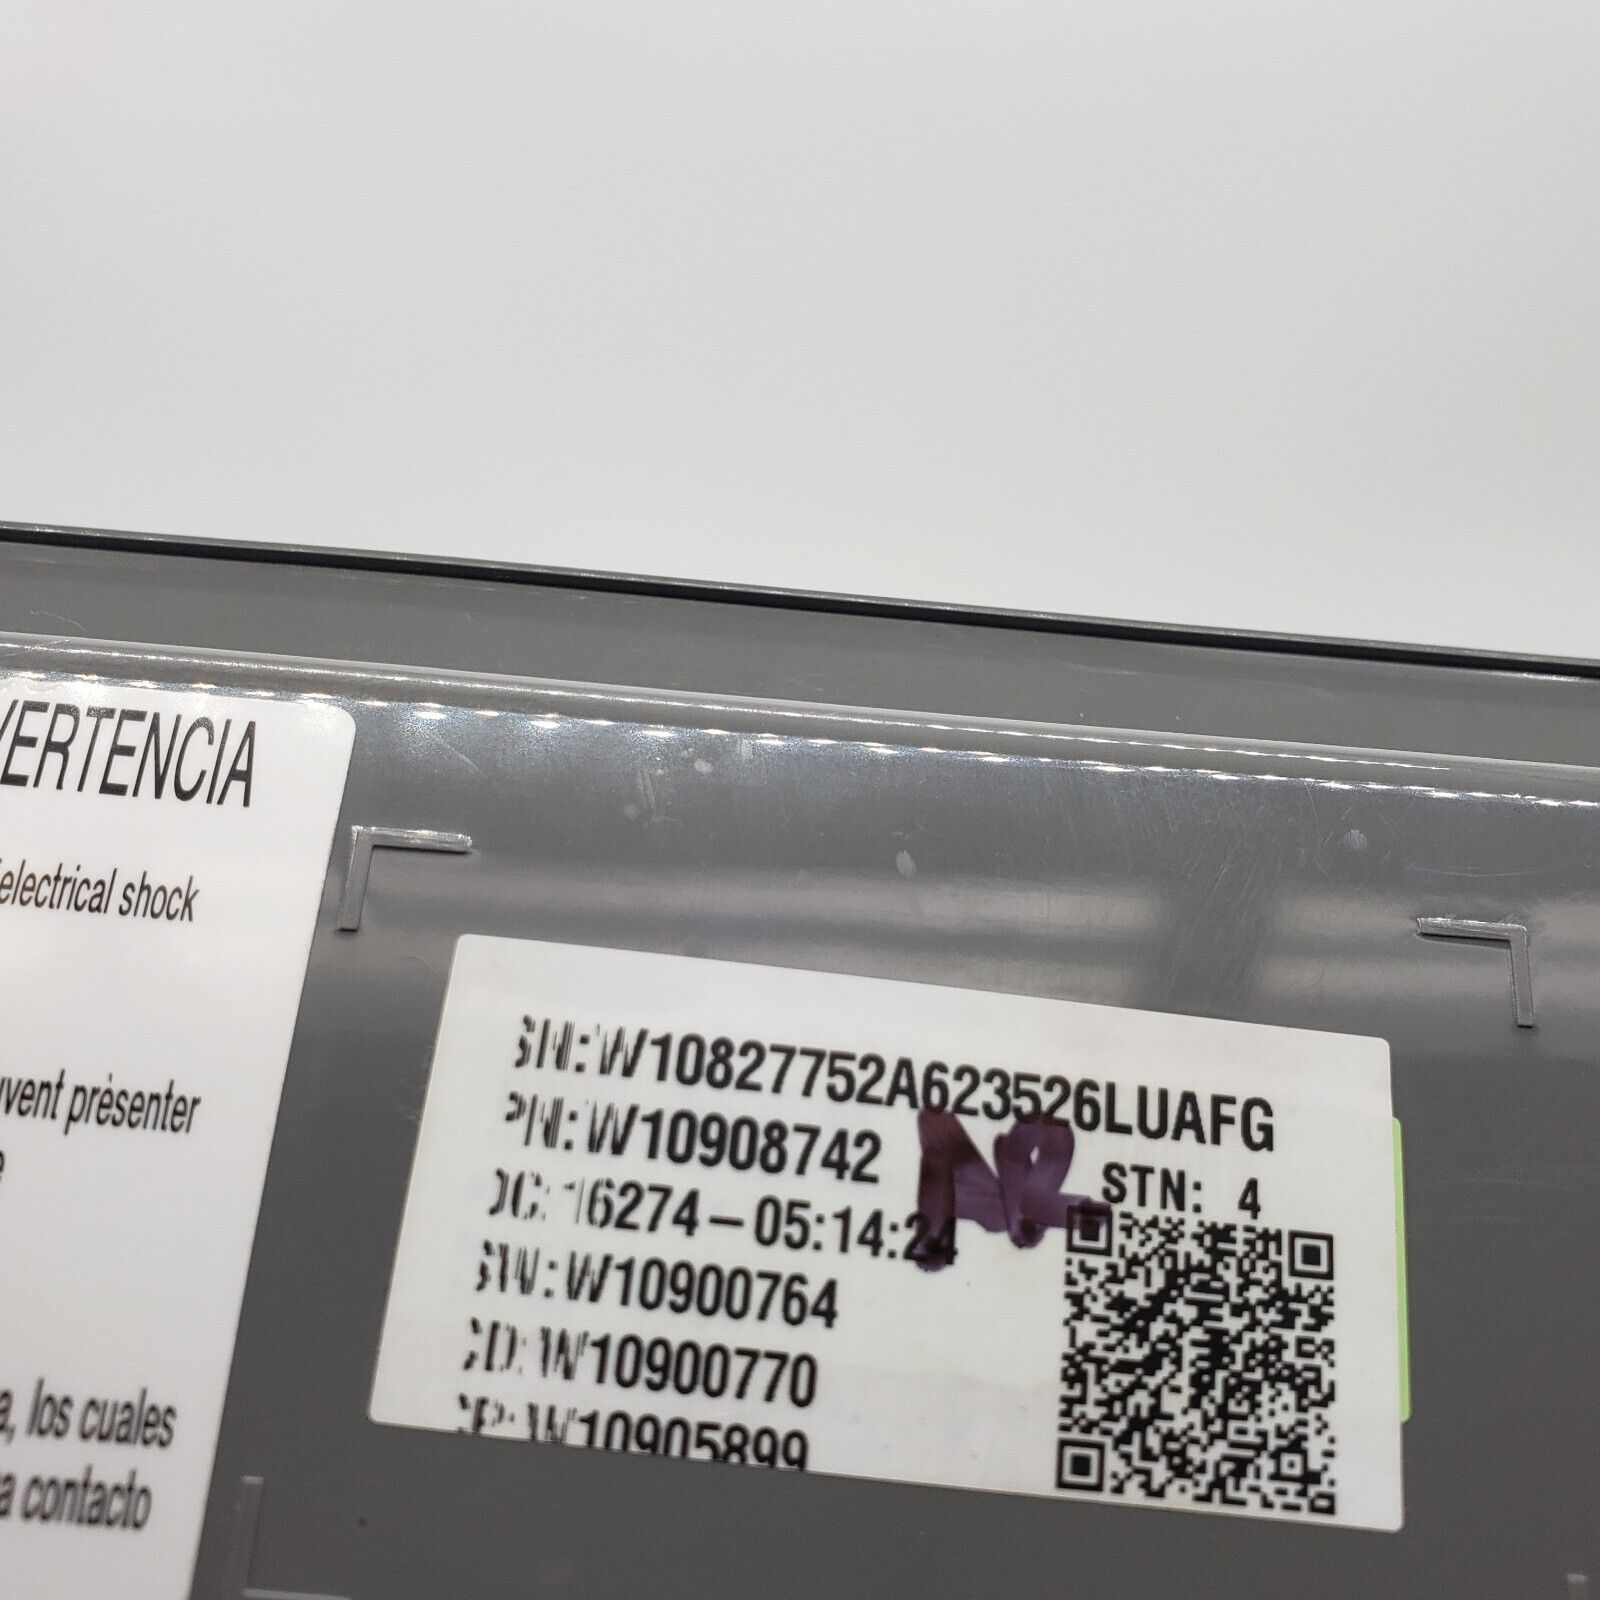 VERTENCIA
electrical shock
uvent présenter
a, los cuales
a contacto
SN:W10827752A623526LUAFG
PN:W10908742
STN: 4
DC:16274-05:14:24
SW:W10900764
CD:W10900770
W10905899